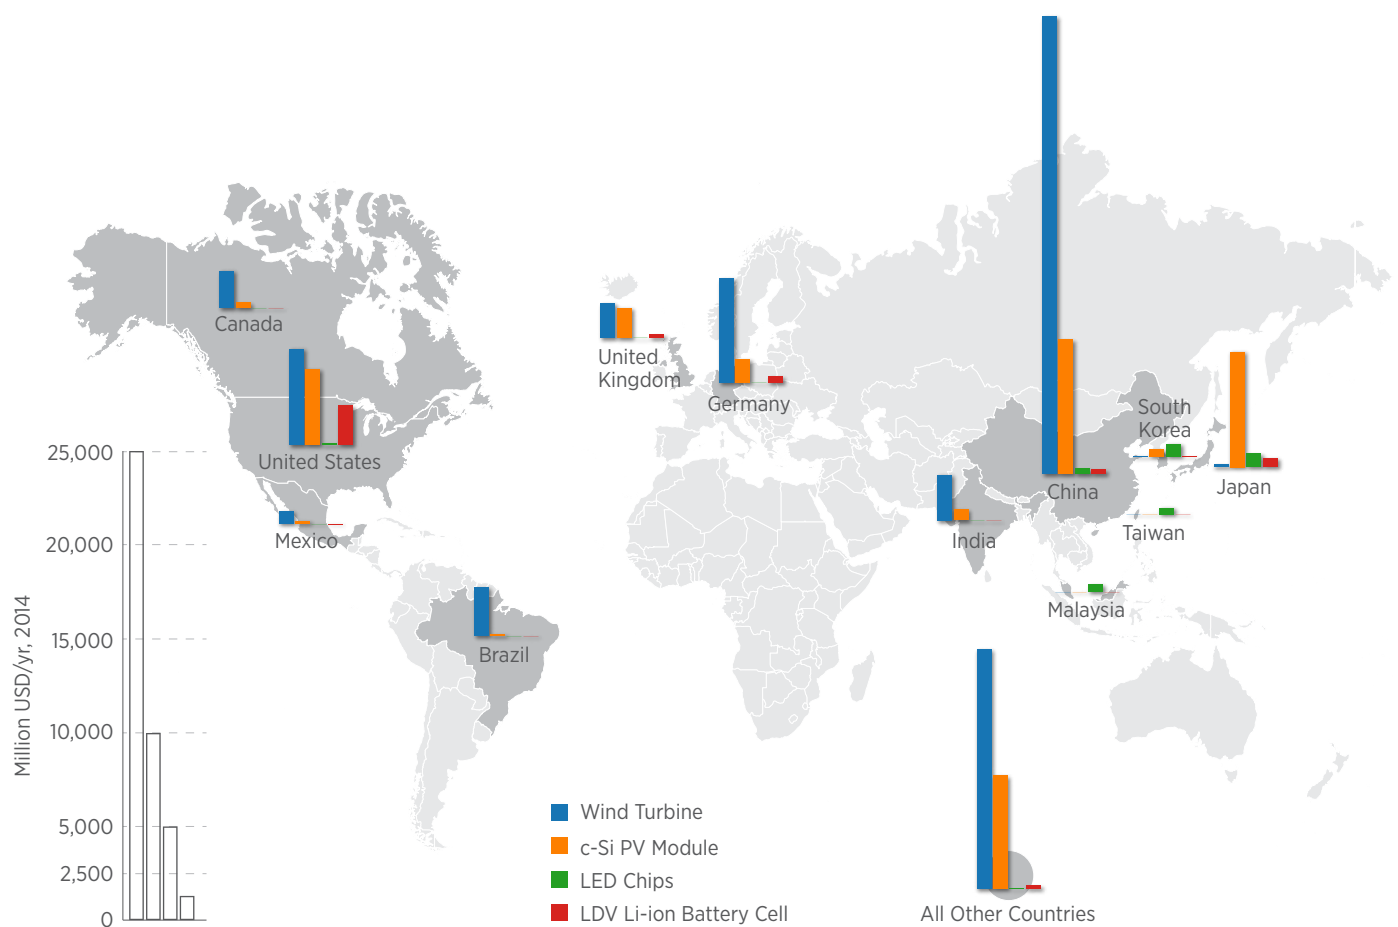 Canada
United States
Mexico
Brazil
United
Kingdom
Germany
China
India
South
Korea
Japan
Taiwan
Malaysia
All Other Countries
Million USD/yr, 2014
25,000
20,000
15,000
10,000
5,000
2,500
0
Wind Turbine
c-Si PV Module
LED Chips
LDV Li-ion Battery Cell